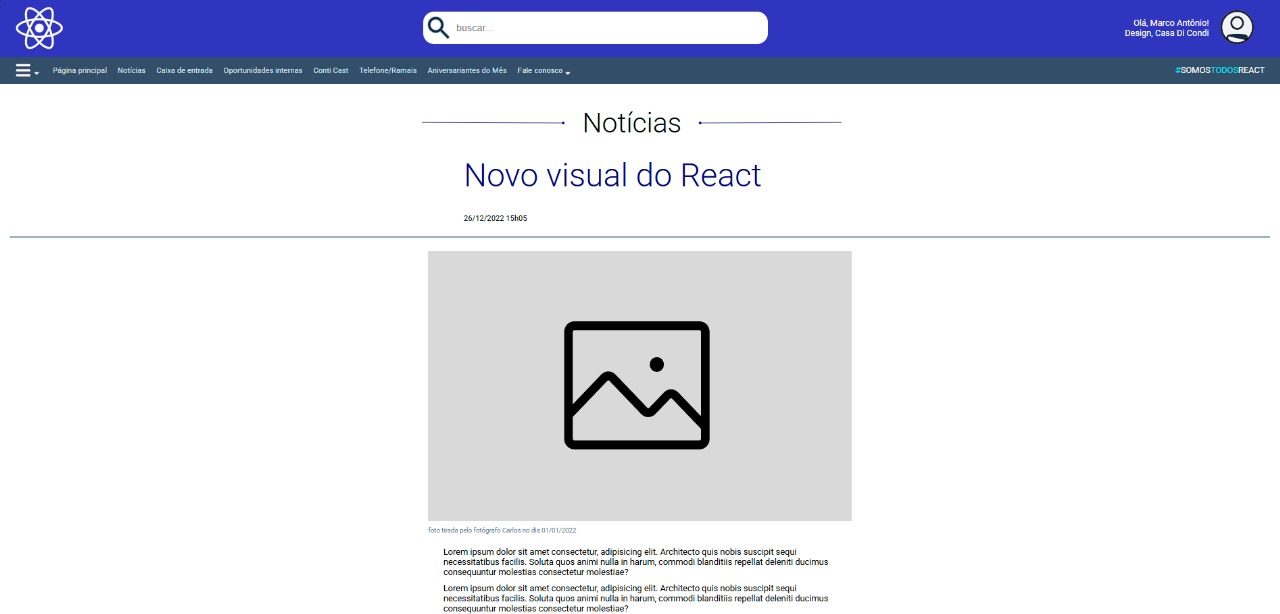 buscar...
Olá, Marco Antônio!
Design, Casa Di Condi
Página principal Notícias Caixa de entrada Oportunidades internas Conti Cast Telefone/Ramais Aniversariantes do Mês Fale conosco
#SOMOSTODOSREACT
Notícias
Novo visual do React
26/12/2022 15h05
foto tirada pelo fotógrafo Carlos no dia 01/01/2022
Lorem ipsum dolor sit amet consectetur, adipisicing elit. Architecto quis nobis suscipit sequi
necessitatibus facilis. Soluta quos animi nulla in harum, commodi blanditiis repellat deleniti ducimus
consequuntur molestias consectetur molestiae?
Lorem ipsum dolor sit amet consectetur, adipisicing elit. Architecto quis nobis suscipit sequi
necessitatibus facilis. Soluta quos animi nulla in harum, commodi blanditiis repellat deleniti ducimus
consequuntur molestias consectetur molestiae?